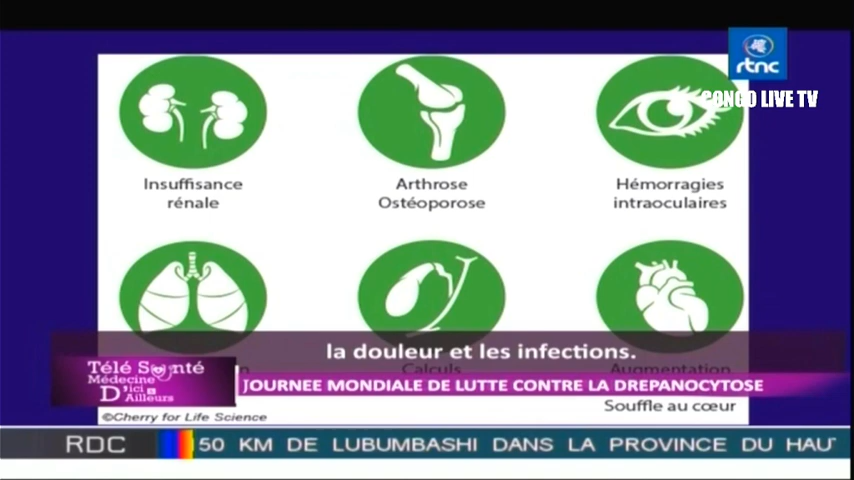 rtnc
CONGO LIVE TV
Insuffisance
rénale
Arthrose
Ostéoporose
Hémorragies
intraoculaires
la douleur et les infections.
Calculs
Augmentation
Télé Santé
Médecine
D'ici
Ailleurs
JOURNEE MONDIALE DE LUTTE CONTRE LA DREPANOCYTOSE
Souffle au cœur
©Cherry for Life Science
RDC
50 KM DE LUBUMBASHI DANS LA PROVINCE DU HAUT